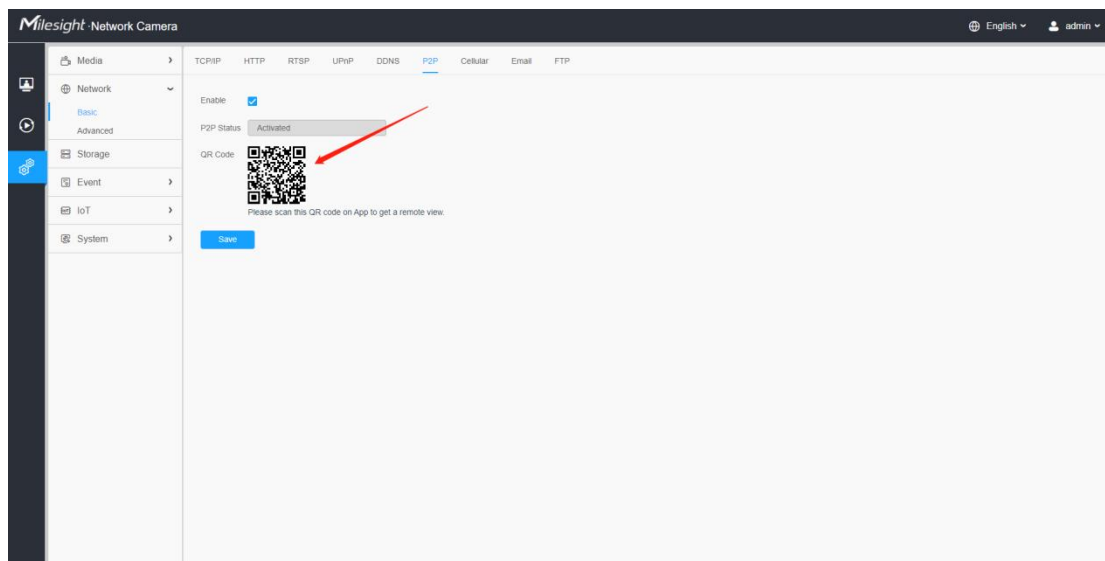 Milesight ·Network Camera
English
admin
Media
Network
Basic
Advanced
Storage
Event
IoT
System
TCP/IP HTTP RTSP UPnP DDNS P2P Cellular Email FTP
Enable
P2P Status Activated
QR Code
Please scan this QR code on App to get a remote view.
Save